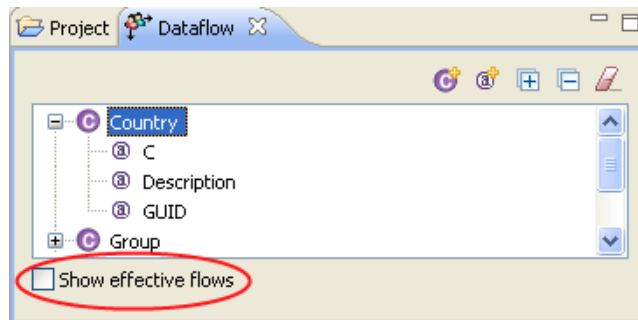 Project Dataflow
Country
C
Description
GUID
Group
Show effective flows